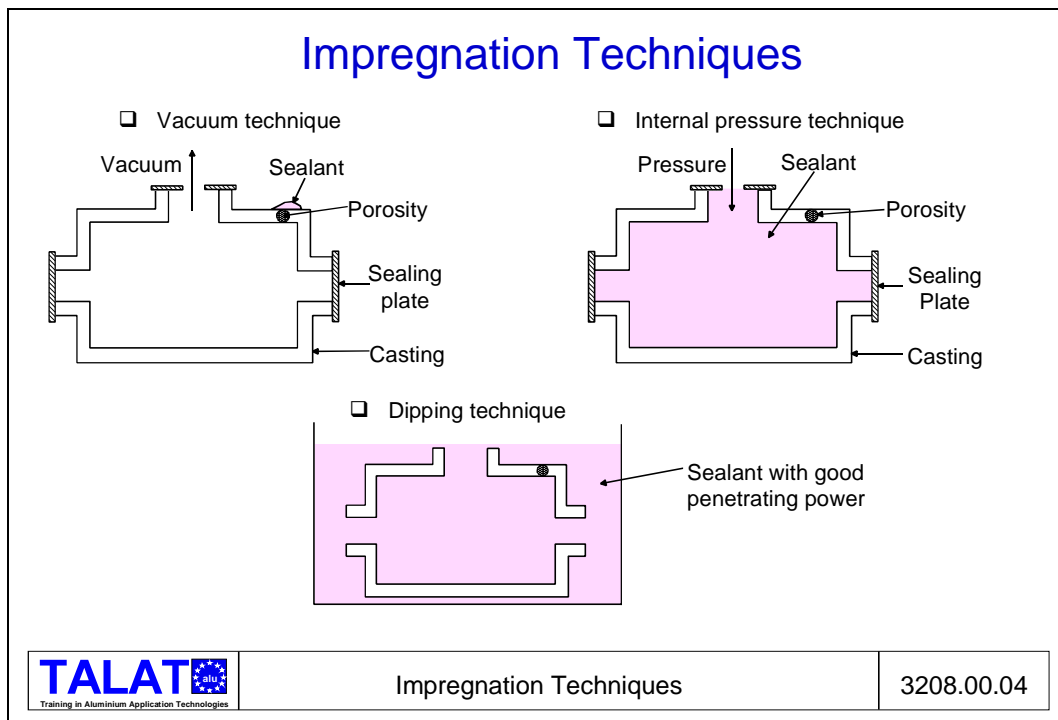 Impregnation Techniques
Vacuum technique
Vacuum
Sealant
Porosity
Sealing
plate
Casting
Internal pressure technique
Pressure
Sealant
Porosity
Sealing
Plate
Casting
Dipping technique
Sealant with good
penetrating power
TALAT
alu
Training in Aluminium Application Technologies
Impregnation Techniques
3208.00.04